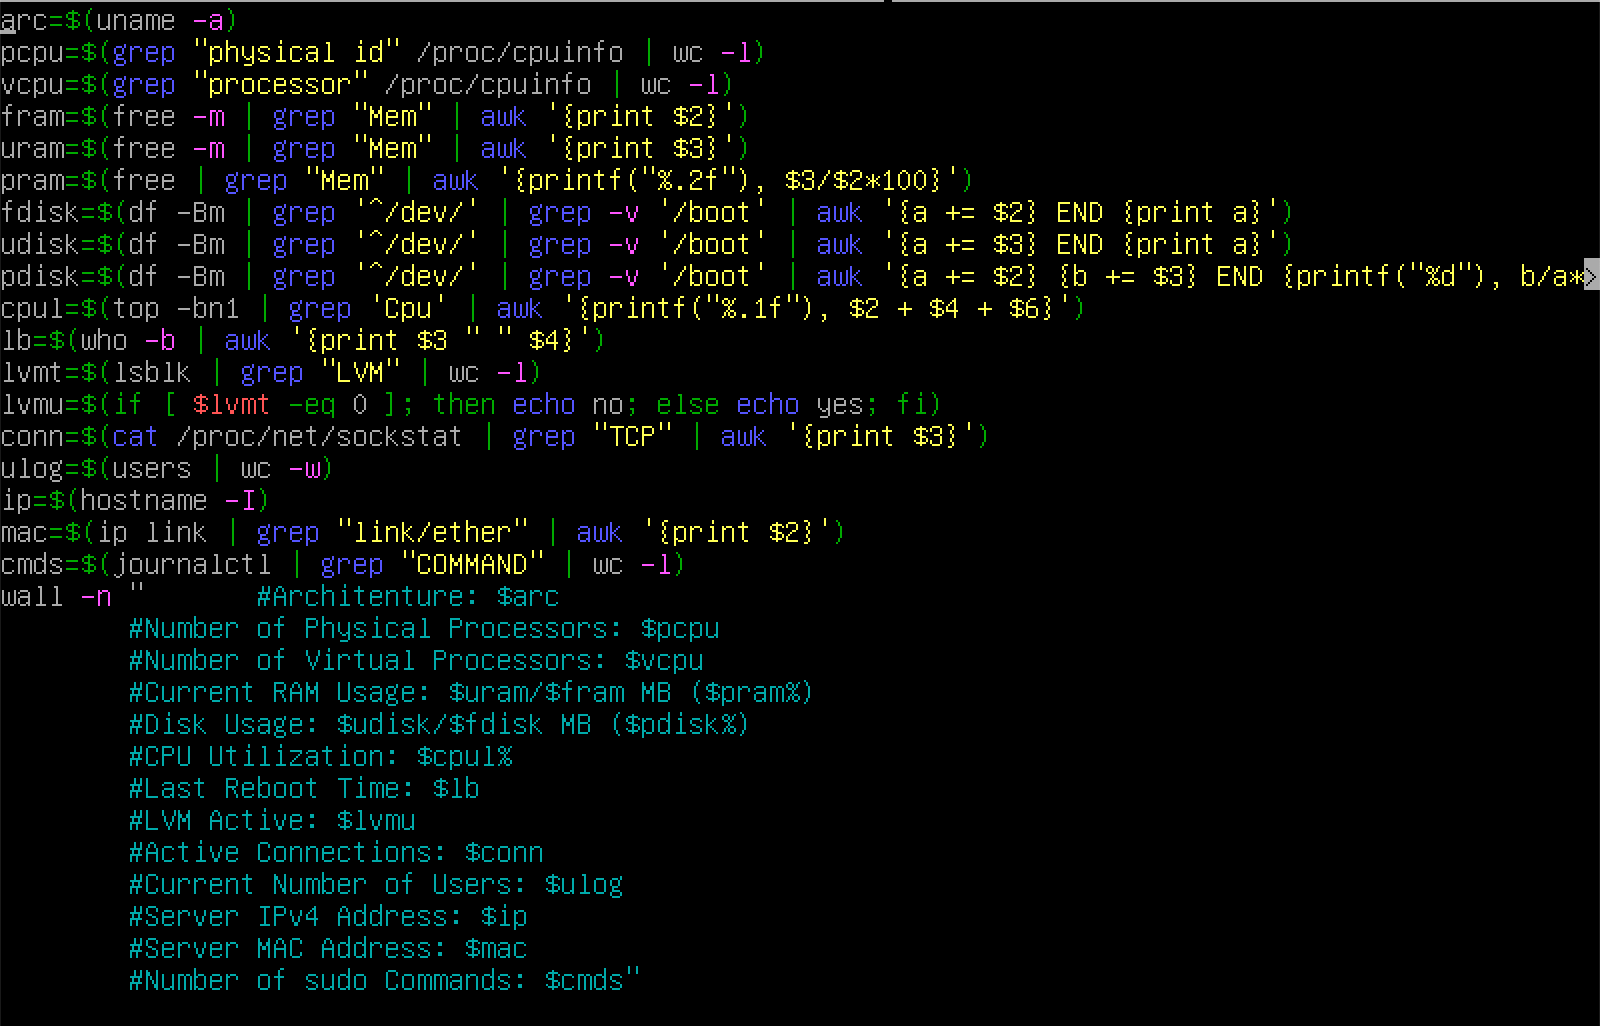 arc=$(uname -a)
pcpu=$(grep "physical id" /proc/cpuinfo | wc -l)
vcpu=$(grep "processor" /proc/cpuinfo | wc -l)
fram=$(free -m | grep "Mem" | awk '{print $2}')
uram=$(free -m | grep "Mem" | awk '{print $3}')
pram=$(free | grep "Mem" | awk '{printf("%.2f"), $3/$2*100}')
fdisk=$(df -Bm | grep '^/dev/' | grep -v '/boot' | awk '{a += $2} END {print a}')
udisk=$(df -Bm | grep '^/dev/' | grep -v '/boot' | awk '{a += $3} END {print a}')
pdisk=$(df -Bm | grep '^/dev/' | grep -v '/boot' | awk '{a += $2} {b += $3} END {printf("%d"), b/a*>
cpul=$(top -bn1 | grep 'Cpu' | awk '{printf("%.1f"), $2 + $4 + $6}')
lb=$(who -b | awk '{print $3 " " $4}')
lvmt=$(lsblk | grep "LVM" | wc -l)
lvmu=$(if [ $lvmt -eq 0 ]; then echo no; else echo yes; fi)
conn=$(cat /proc/net/sockstat | grep "TCP" | awk '{print $3}')
ulog=$(users | wc -w)
ip=$(hostname -I)
mac=$(ip link | grep "link/ether" | awk '{print $2}')
cmds=$(journalctl | grep "COMMAND" | wc -l)
wall -n "       #Architenture: $arc
        #Number of Physical Processors: $pcpu
        #Number of Virtual Processors: $vcpu
        #Current RAM Usage: $uram/$fram MB ($pram%)
        #Disk Usage: $udisk/$fdisk MB ($pdisk%)
        #CPU Utilization: $cpul%
        #Last Reboot Time: $lb
        #LVM Active: $lvmu
        #Active Connections: $conn
        #Current Number of Users: $ulog
        #Server IPv4 Address: $ip
        #Server MAC Address: $mac
        #Number of sudo Commands: $cmds"